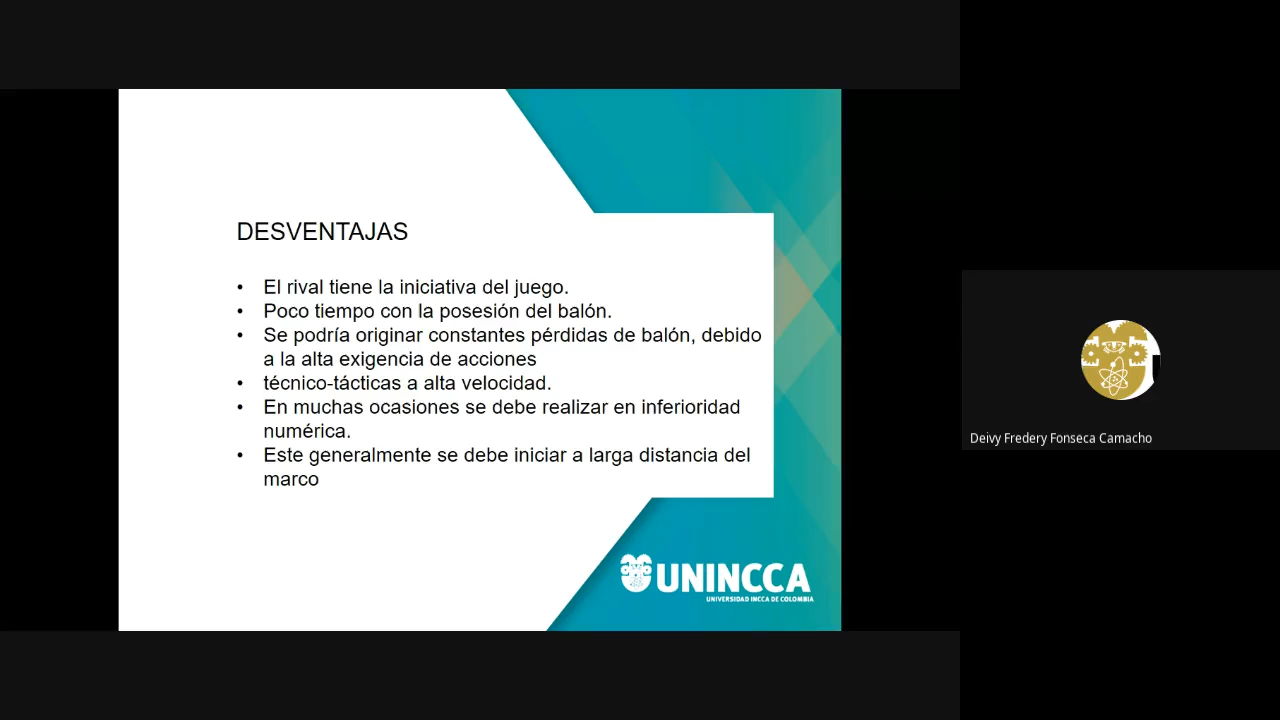 DESVENTAJAS
• El rival tiene la iniciativa del juego.
• Poco tiempo con la posesión del balón.
• Se podría originar constantes pérdidas de balón, debido
a la alta exigencia de acciones
• técnico-tácticas a alta velocidad.
• En muchas ocasiones se debe realizar en inferioridad
numérica.
• Este generalmente se debe iniciar a larga distancia del
marco
UNINCCA
UNIVERSIDAD INCCA DE COLOMBIA
Deivy Fredery Fonseca Camacho